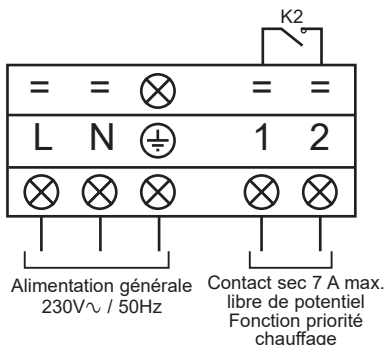 K2
= = = =
L N 1 2
Alimentation générale
230V∿ / 50Hz
Contact sec 7 A max.
libre de potentiel
Fonction priorité
chauffage